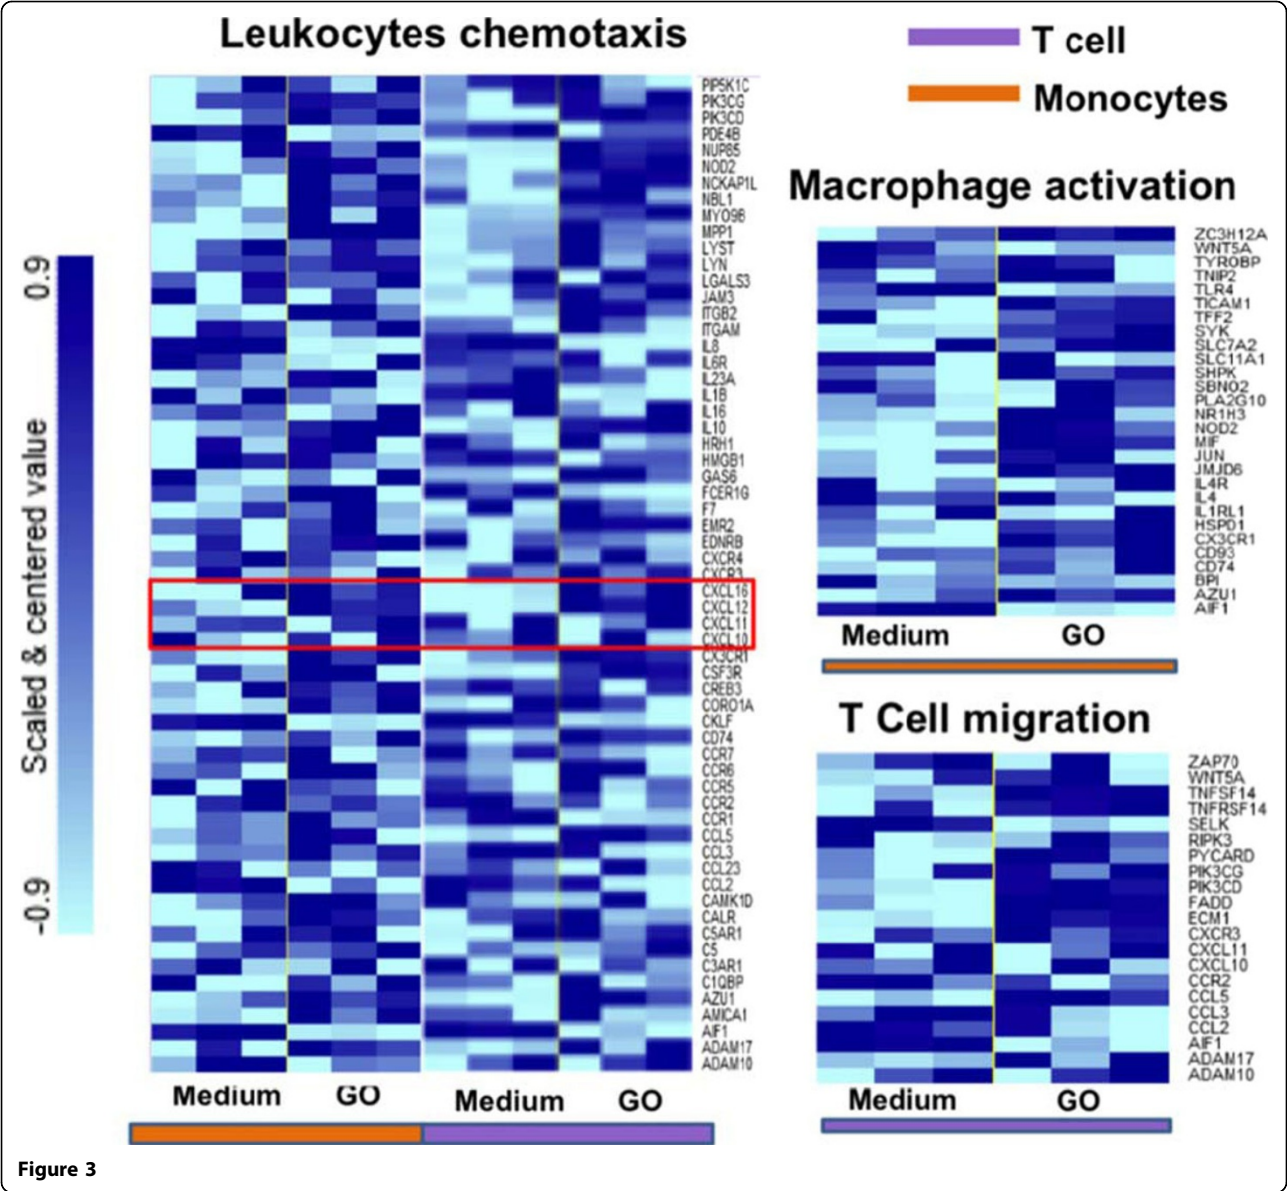 Leukocytes chemotaxis
T cell
Monocytes
0.9
Scaled & centered value
-0.9
PIP5K1C
PIK3CG
PIK3CD
PDE4B
NUP85
NOD2
NCKAP1L
NBL1
MYO9B
MPP1
LYST
LYN
LGALS3
JAM3
ITGB2
ITGAM
IL8
IL6R
IL23A
IL1B
IL16
IL10
HRH1
HMGB1
GAS6
FCER1G
F7
EMR2
EDNRB
CXCR4
CXCR3
CXCL16
CXCL12
CXCL11
CXCL10
CX3CR1
CSF3R
CREB3
CORO1A
CKLF
CD74
CCR7
CCR6
CCR5
CCR2
CCR1
CCL5
CCL3
CCL23
CCL2
CAMK1D
CALR
C5AR1
C5
C3AR1
C1QBP
AZU1
AMICA1
AIF1
ADAM17
ADAM10
Medium GO Medium GO
Macrophage activation
ZC3H12A
WNT5A
TYROBP
TNIP2
TLR4
TICAM1
TFF2
SYK
SLC7A2
SLC11A1
SHPK
SBNO2
PLA2G10
NR1H3
NOD2
MIF
JUN
JMJD6
IL4R
IL4
IL1RL1
HSPD1
CX3CR1
CD93
CD74
BPI
AZU1
AIF1
Medium GO
T Cell migration
ZAP70
WNT5A
TNFSF14
TNFRSF14
SELK
RIPK3
PYCARD
PIK3CG
PIK3CD
FADD
ECM1
CXCR3
CXCL11
CXCL10
CCR2
CCL5
CCL3
CCL2
AIF1
ADAM17
ADAM10
Medium GO
Figure 3